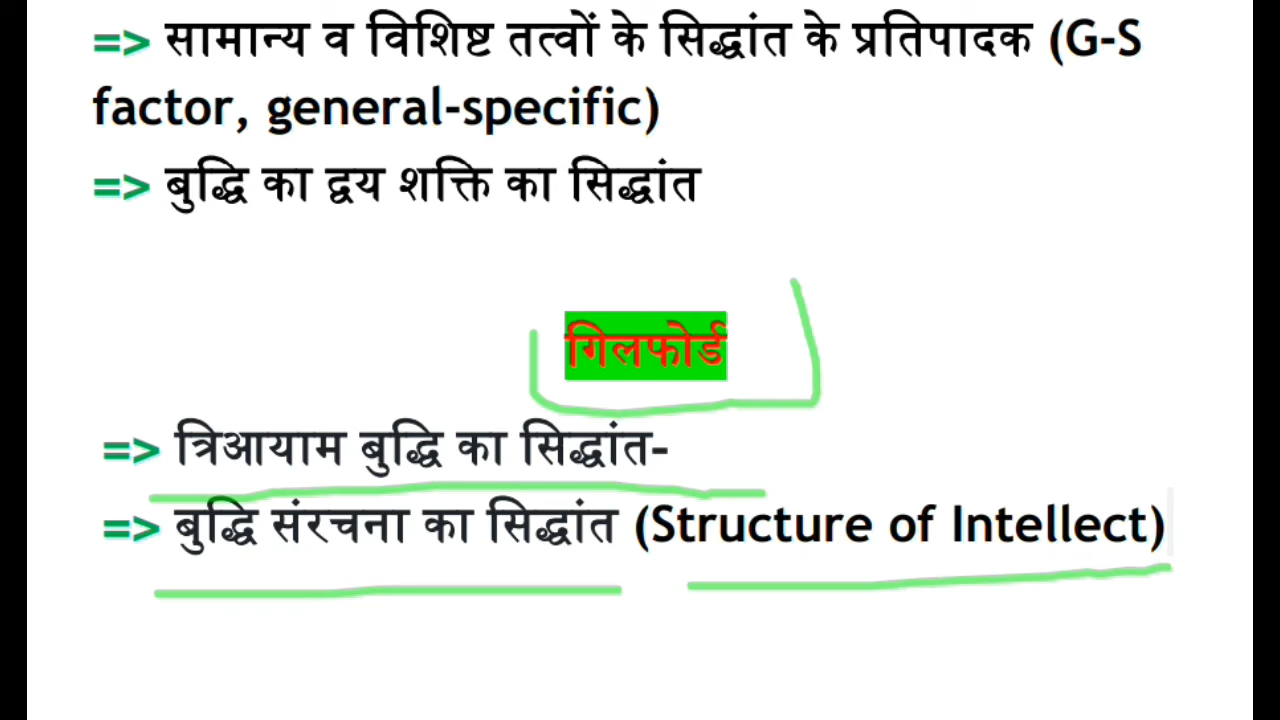 => सामान्य व विशिष्ट तत्वों के सिद्धांत के प्रतिपादक (G-S
factor, general-specific)
=> बुद्धि का द्वय शक्ति का सिद्धांत
गिलफोर्ड
=> त्रिआयाम बुद्धि का सिद्धांत-
=> बुद्धि संरचना का सिद्धांत (Structure of Intellect)